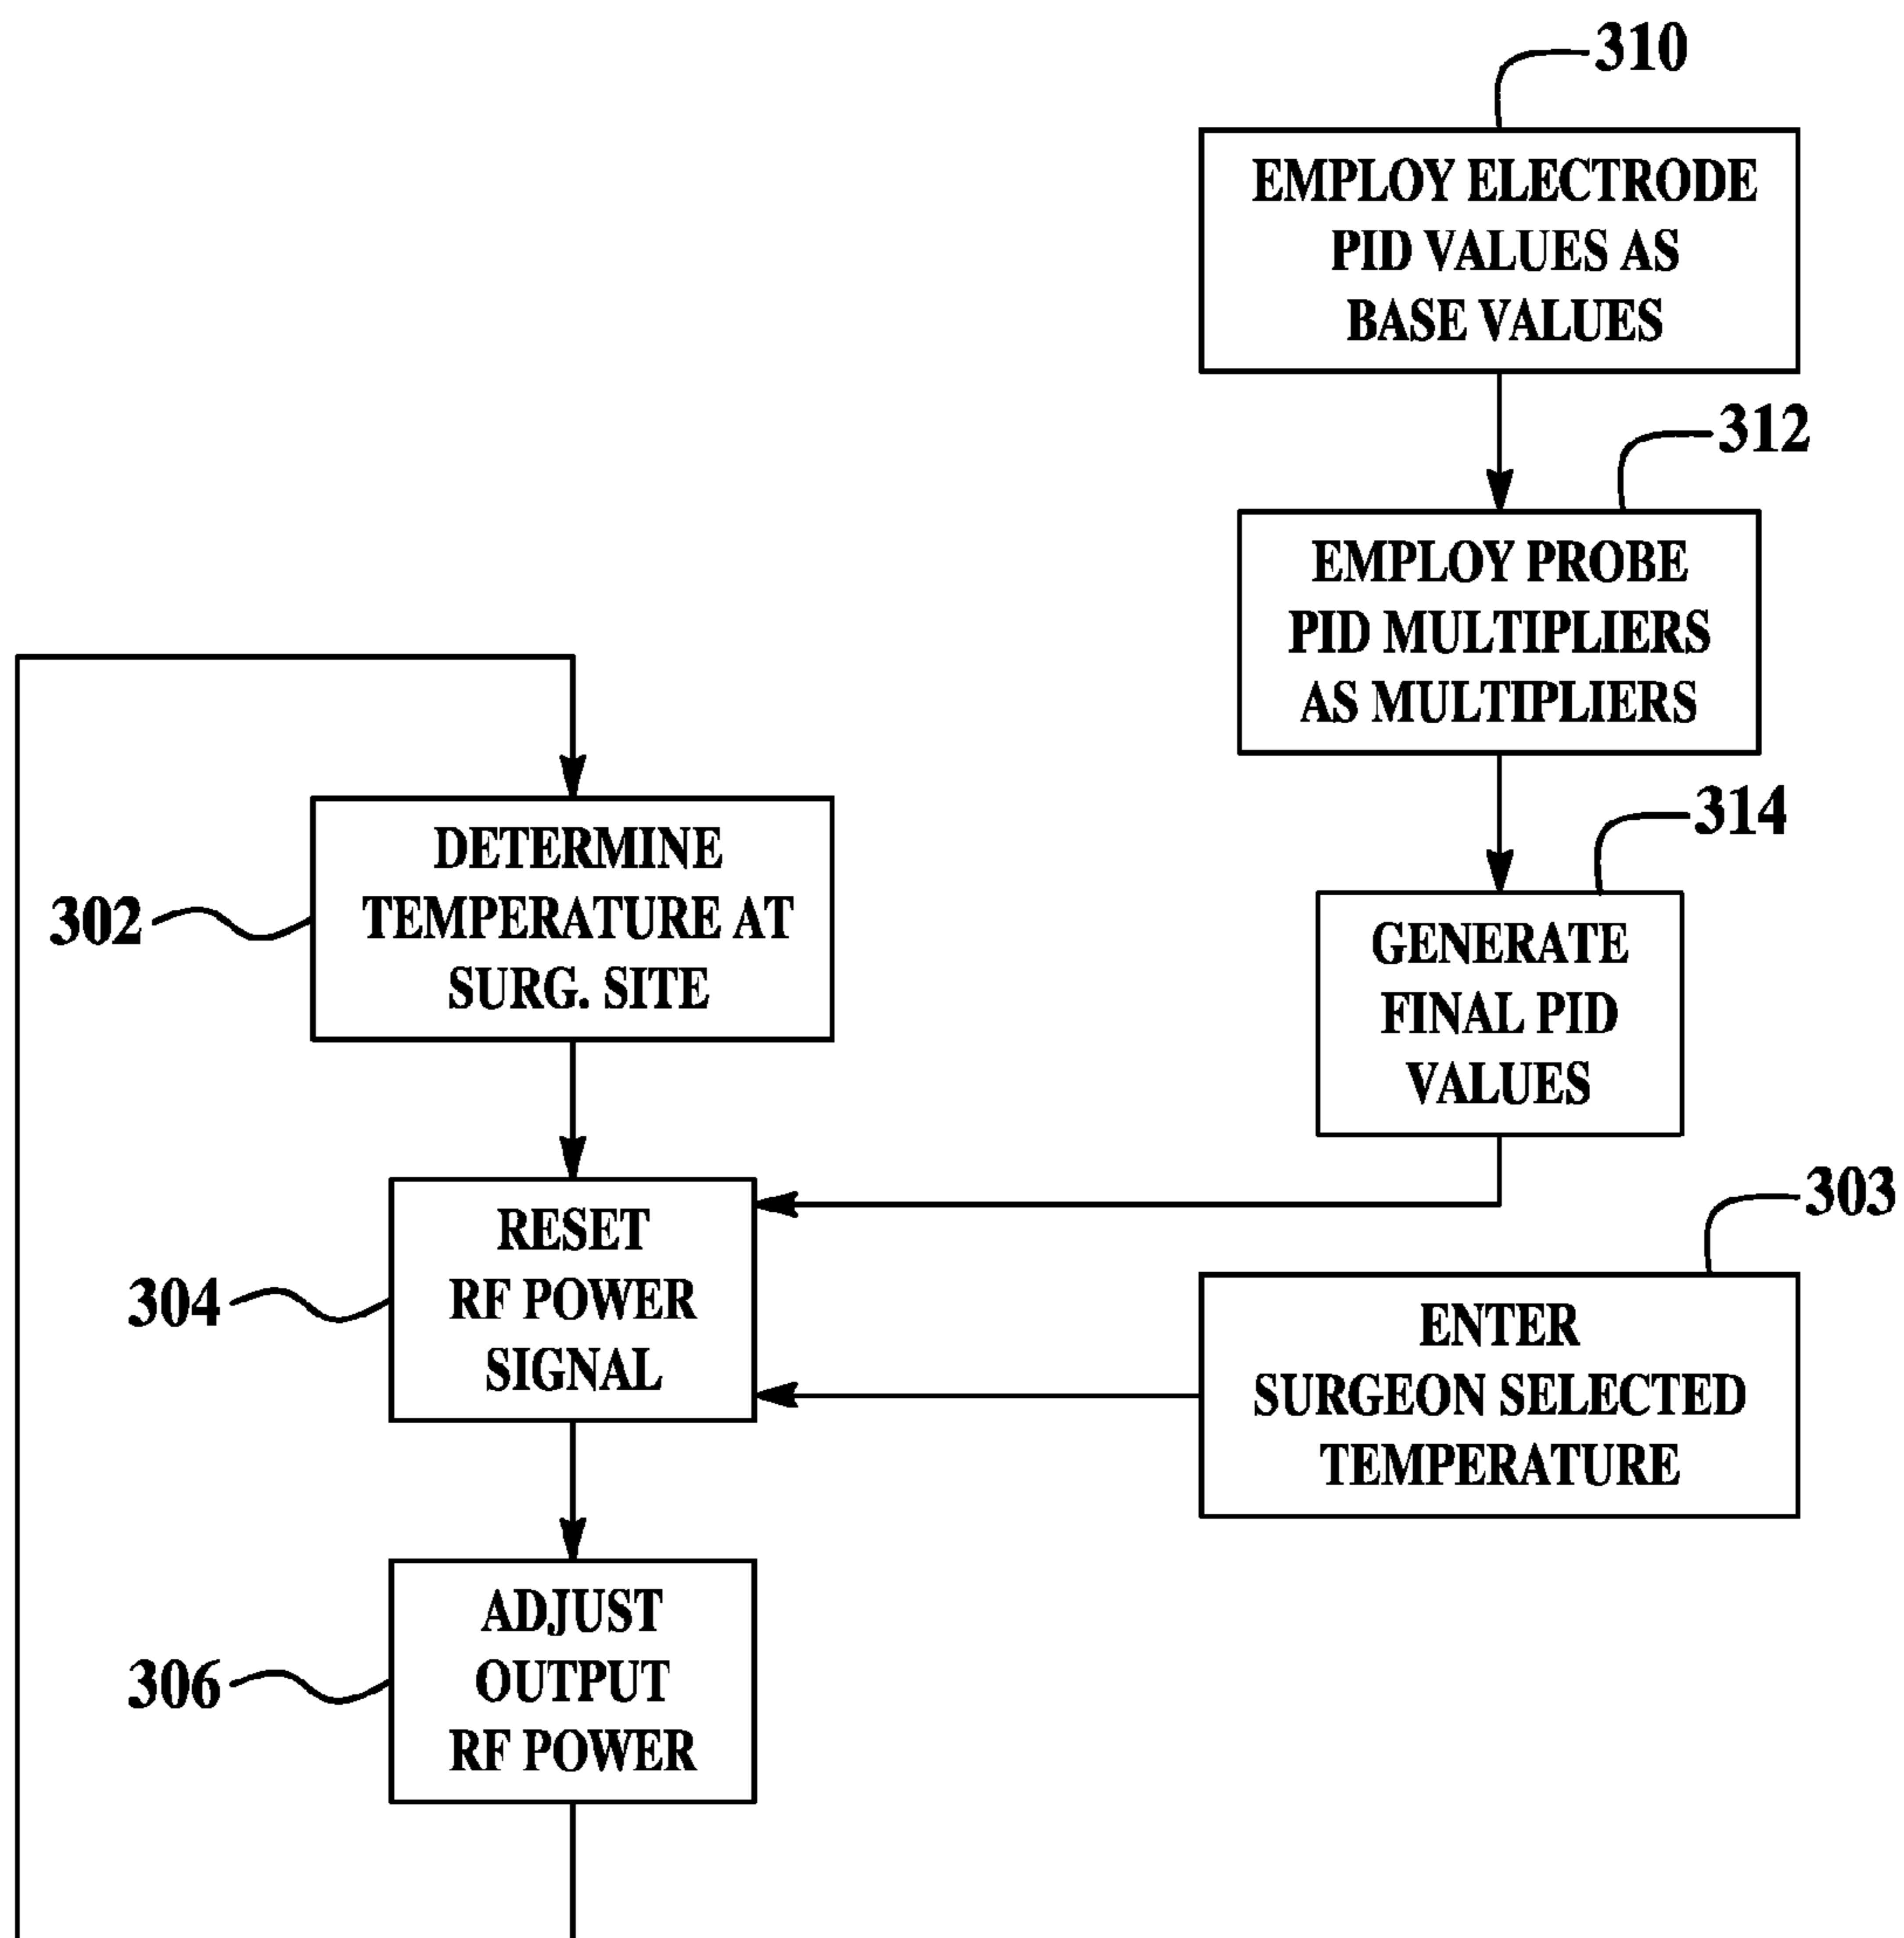 310
EMPLOY ELECTRODE
PID VALUES AS
BASE VALUES
312
EMPLOY PROBE
PID MULTIPLIERS
AS MULTIPLIERS
314
GENERATE
FINAL PID
VALUES
302
DETERMINE
TEMPERATURE AT
SURG. SITE
304
RESET
RF POWER
SIGNAL
303
ENTER
SURGEON SELECTED
TEMPERATURE
306
ADJUST
OUTPUT
RF POWER